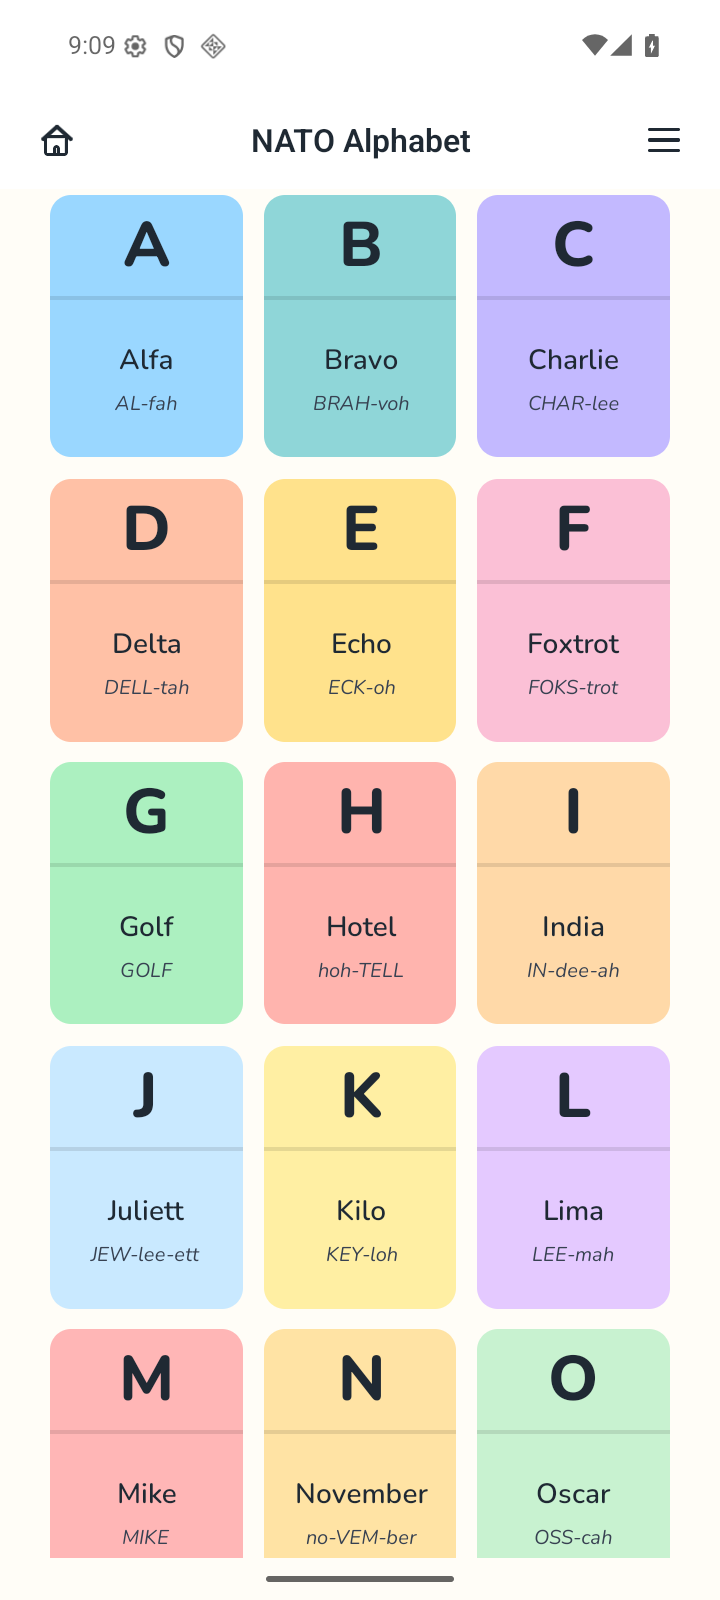 9:09
NATO Alphabet
A
B
C
Alfa
Bravo
Charlie
AL-fah
BRAH-voh
CHAR-lee
D
E
F
Delta
Echo
Foxtrot
DELL-tah
ECK-oh
FOKS-trot
G
H
I
Golf
Hotel
India
GOLF
hoh-TELL
IN-dee-ah
J
K
L
Juliett
Kilo
Lima
JEW-lee-ett
KEY-loh
LEE-mah
M
N
O
Mike
November
Oscar
MIKE
no-VEM-ber
OSS-cah